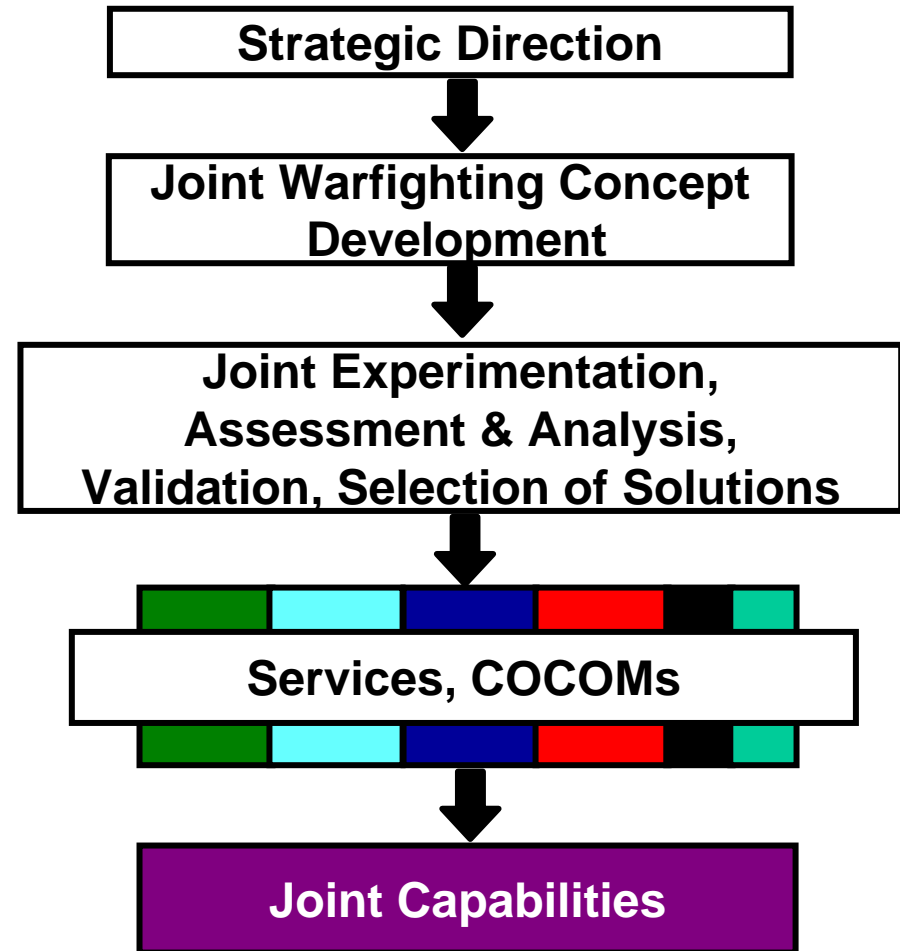 Strategic Direction
Joint Warfighting Concept
Development
Joint Experimentation,
Assessment & Analysis,
Validation, Selection of Solutions
Services, COCOMs
Joint Capabilities